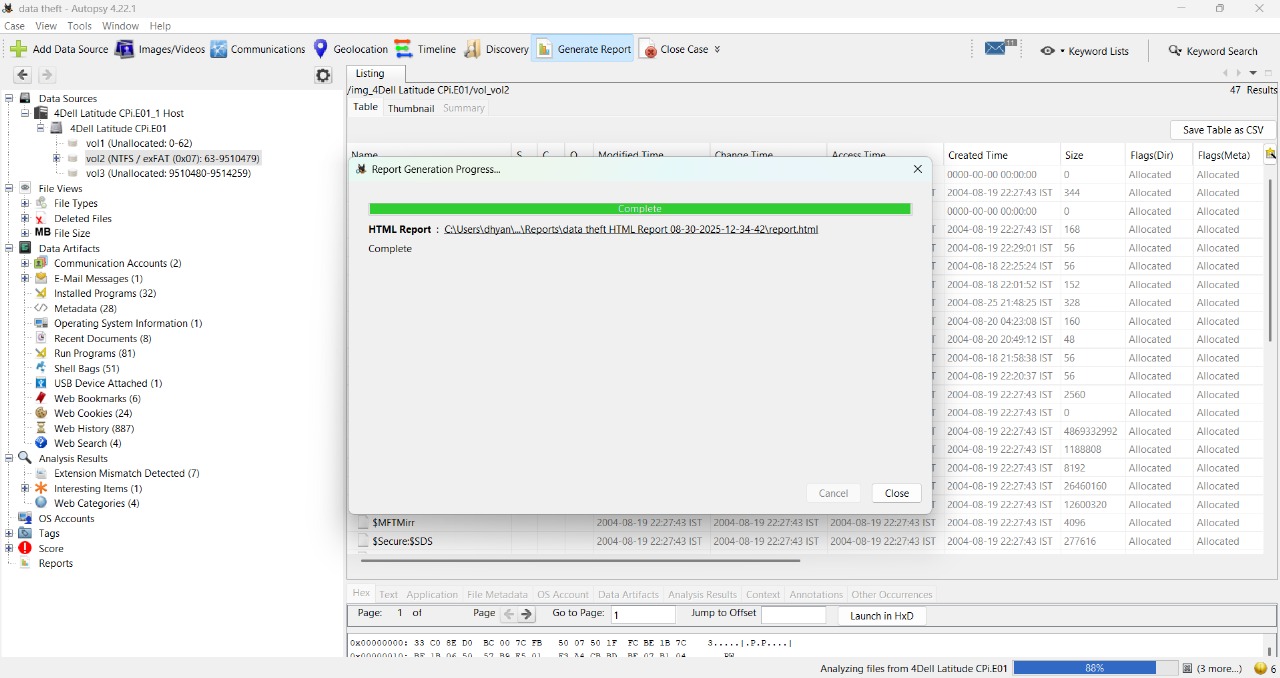 data theft - Autopsy 4.22.1
Case View Tools Window Help
Add Data Source Images/Videos Communications Geolocation Timeline Discovery Generate Report Close Case Keyword Lists Keyword Search
Listing
/img_4Dell Latitude CPi.E01/vol_vol2 47 Results
Table Thumbnail Summary
Save Table as CSV
Data Sources
4Dell Latitude CPi.E01_1 Host
4Dell Latitude CPi.E01
vol1 (Unallocated: 0-62)
vol2 (NTFS / exFAT (0x07): 63-9510479)
vol3 (Unallocated: 9510480-9514259)
File Views
File Types
Deleted Files
MB File Size
Data Artifacts
Communication Accounts (2)
E-Mail Messages (1)
Installed Programs (32)
Metadata (28)
Operating System Information (1)
Recent Documents (8)
Run Programs (81)
Shell Bags (51)
USB Device Attached (1)
Web Bookmarks (6)
Web Cookies (24)
Web History (887)
Web Search (4)
Analysis Results
Extension Mismatch Detected (7)
Interesting Items (1)
Web Categories (4)
OS Accounts
Tags
Score
Reports
Name S C O Modified Time Change Time Access Time Created Time Size Flags(Dir) Flags(Meta)
Report Generation Progress...
Complete
HTML Report : C:\Users\dhyan\...\Reports\data theft HTML Report 08-30-2025-12-34-42\report.html
Complete
Cancel Close
0000-00-00 00:00:00 0 Allocated Allocated
2004-08-19 22:27:43 IST 344 Allocated Allocated
0000-00-00 00:00:00 0 Allocated Allocated
2004-08-19 22:27:43 IST 168 Allocated Allocated
2004-08-19 22:29:01 IST 56 Allocated Allocated
2004-08-18 22:25:24 IST 56 Allocated Allocated
2004-08-18 22:01:52 IST 152 Allocated Allocated
2004-08-25 21:48:25 IST 328 Allocated Allocated
2004-08-20 04:23:08 IST 160 Allocated Allocated
2004-08-20 20:49:12 IST 48 Allocated Allocated
2004-08-18 21:58:38 IST 56 Allocated Allocated
2004-08-19 22:20:37 IST 56 Allocated Allocated
2004-08-19 22:27:43 IST 2560 Allocated Allocated
2004-08-19 22:27:43 IST 0 Allocated Allocated
2004-08-19 22:27:43 IST 4869332992 Allocated Allocated
2004-08-19 22:27:43 IST 1188808 Allocated Allocated
2004-08-19 22:27:43 IST 8192 Allocated Allocated
2004-08-19 22:27:43 IST 26460160 Allocated Allocated
2004-08-19 22:27:43 IST 12600320 Allocated Allocated
$MFTMirr 2004-08-19 22:27:43 IST 2004-08-19 22:27:43 IST 2004-08-19 22:27:43 IST 2004-08-19 22:27:43 IST 4096 Allocated Allocated
$Secure:$SDS 2004-08-19 22:27:43 IST 2004-08-19 22:27:43 IST 2004-08-19 22:27:43 IST 2004-08-19 22:27:43 IST 277616 Allocated Allocated
Hex Text Application File Metadata OS Account Data Artifacts Analysis Results Context Annotations Other Occurrences
Page: 1 of Page Go to Page: 1 Jump to Offset Launch in HxD
0x00000000: 33 C0 8E D0 BC 00 7C FB 50 07 50 1F FC BE 1B 7C 3.....|.P.P....|
Analyzing files from 4Dell Latitude CPi.E01 88% (3 more...) 6